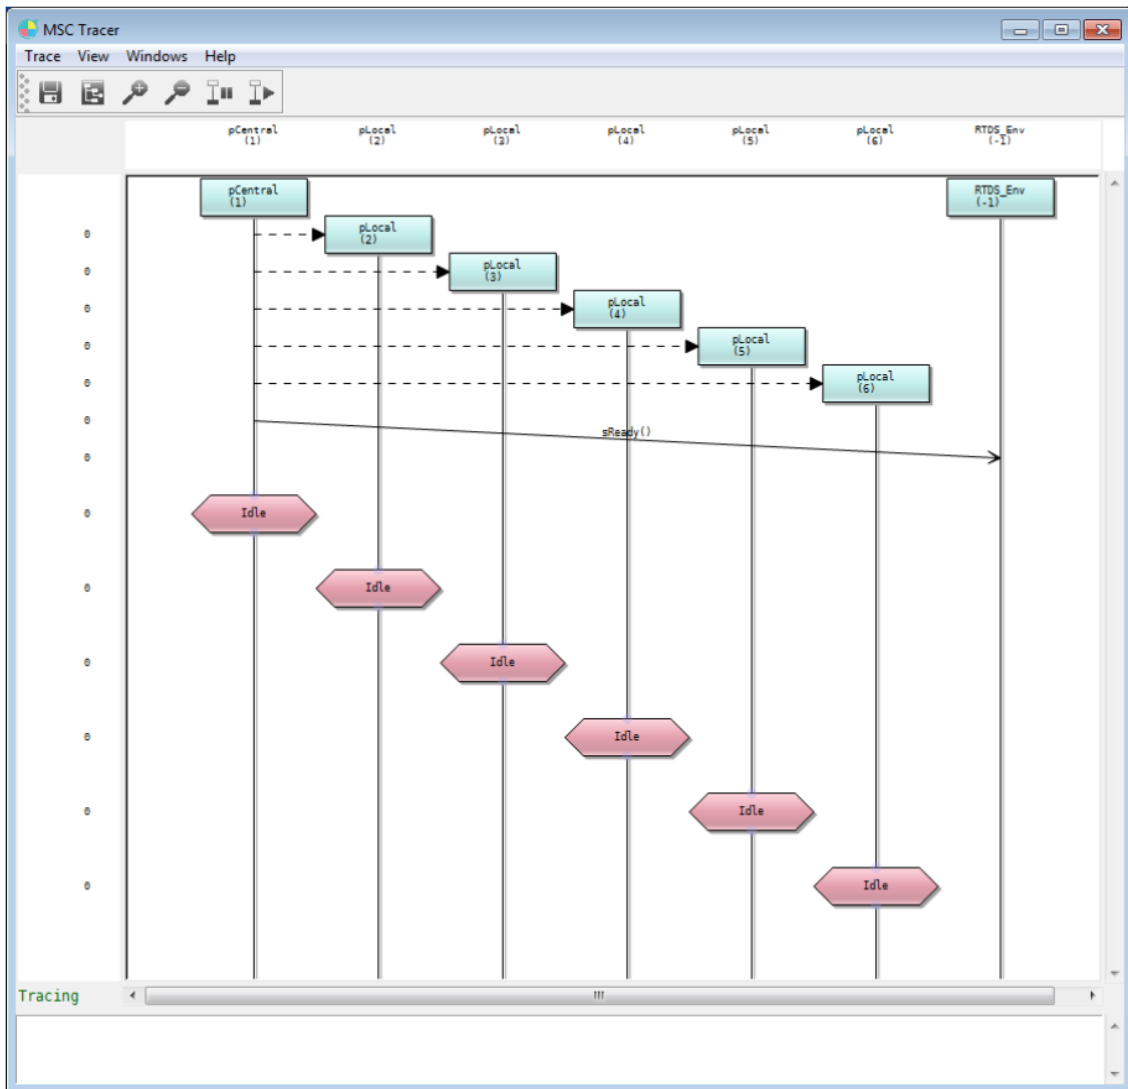 MSC Tracer
Trace View Windows Help
pCentral pLocal pLocal pLocal pLocal pLocal RTDS_Env
(1) (2) (3) (4) (5) (6) (-1)
pCentral RTDS_Env
(1) (-1)
0 pLocal
(2)
0 pLocal
(3)
0 pLocal
(4)
0 pLocal
(5)
0 pLocal
(6)
0
sReady()
0
0 Idle
0 Idle
0 Idle
0 Idle
0 Idle
0 Idle
Tracing